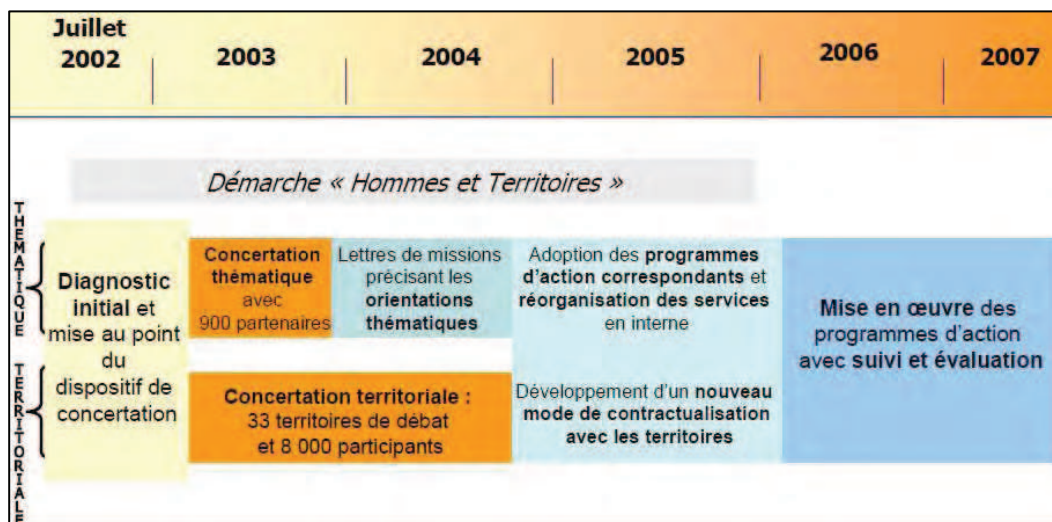 Juillet
2002
2003
2004
2005
2006
2007
Démarche « Hommes et Territoires »
THEMATIQUE
TERRITORIALE
Diagnostic
initial et
mise au point
du
dispositif de
concertation
Concertation
thématique
avec
900 partenaires
Lettres de missions
précisant les
orientations
thématiques
Adoption des programmes
d'action correspondants et
réorganisation des services
en interne
Concertation territoriale :
33 territoires de débat
et 8 000 participants
Développement d'un nouveau
mode de contractualisation
avec les territoires
Mise en œuvre des
programmes d'action
avec suivi et évaluation